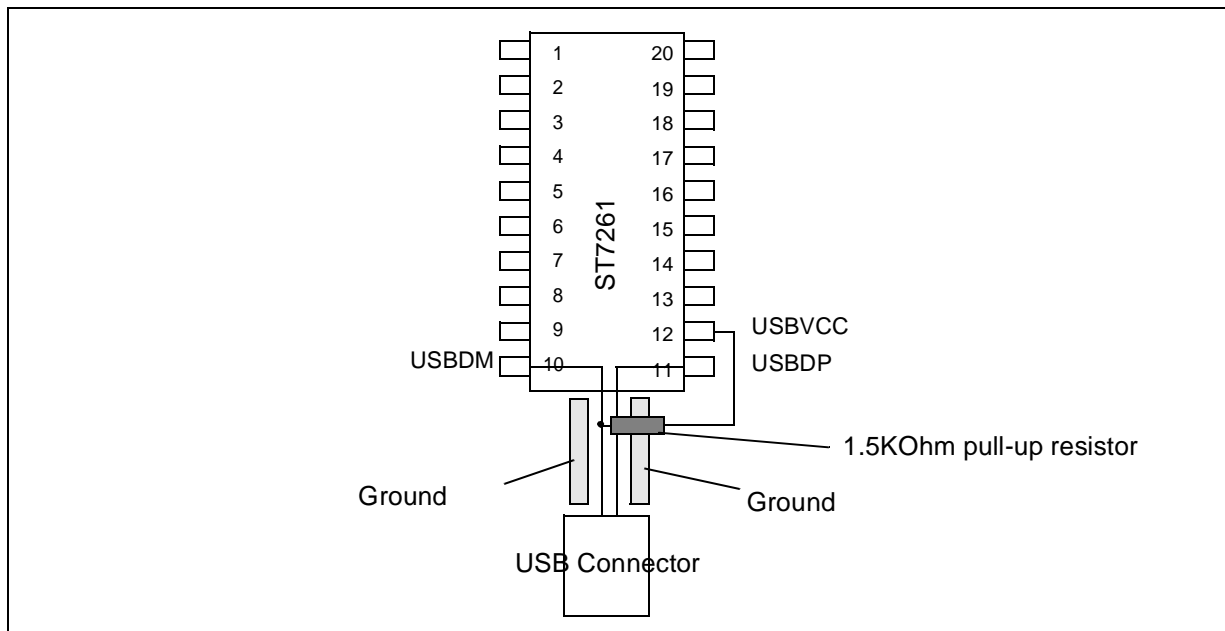 1 20
2 19
3 18
4 17
5 16
6 15
7 14
8 13
9 12
10 11
ST7261
USBVCC
USBDM
USBDP
1.5KOhm pull-up resistor
Ground
Ground
USB Connector